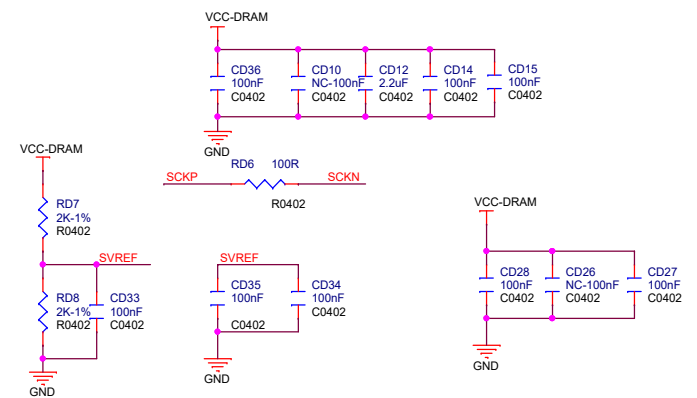 VCC-DRAM
CD36
100nF
C0402
CD10
NC-100nF
C0402
CD12
2.2uF
C0402
CD14
100nF
C0402
CD15
100nF
C0402
GND
VCC-DRAM
RD7
2K-1%
R0402
SVREF
RD8
2K-1%
R0402
CD33
100nF
C0402
GND
SCKP
RD6 100R
SCKN
R0402
SVREF
CD35
100nF
C0402
CD34
100nF
C0402
GND
VCC-DRAM
CD28
100nF
C0402
CD26
NC-100nF
C0402
CD27
100nF
C0402
GND